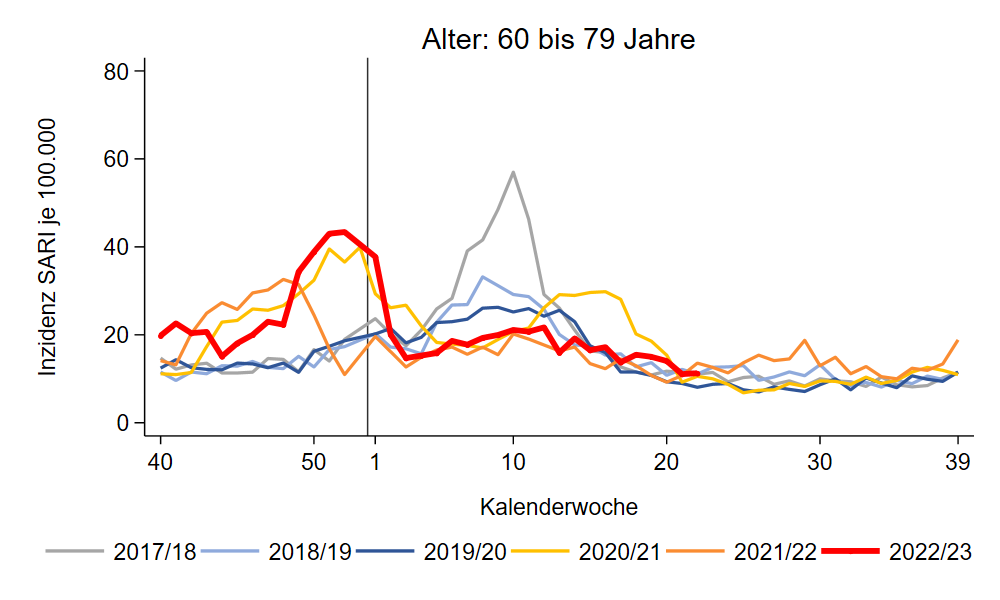 Alter: 60 bis 79 Jahre
Inzidenz SARI je 100.000
80
60
40
20
0
40 50 1 10 20 30 39
Kalenderwoche
2017/18 2018/19 2019/20 2020/21 2021/22 2022/23